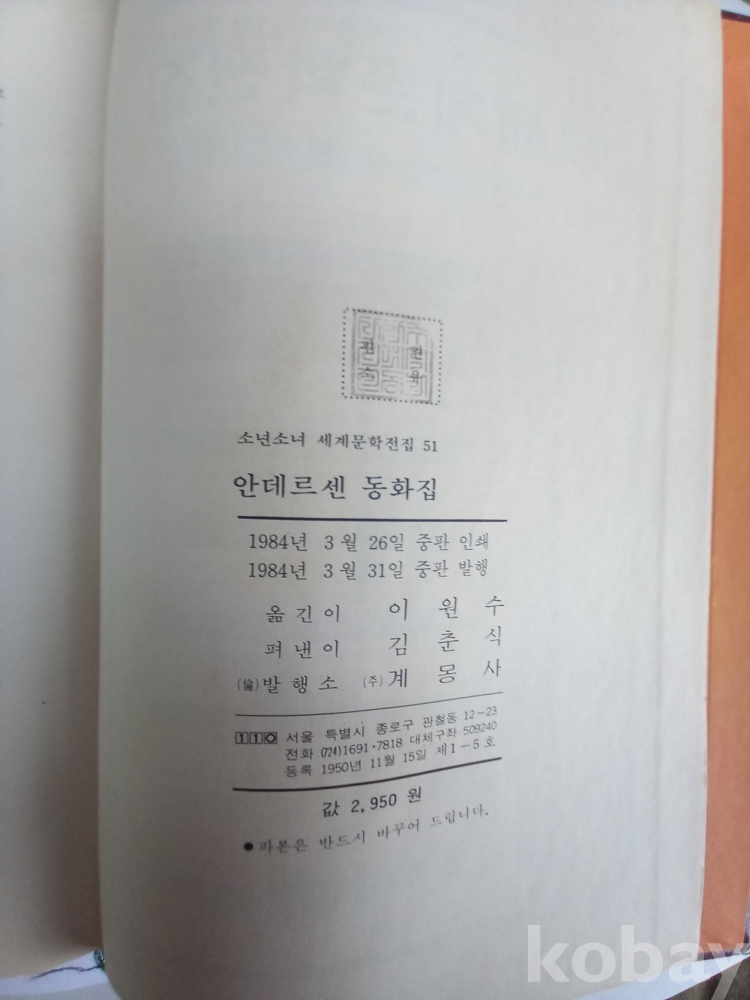 판 권
소 유
소년소녀 세계문학전집 51
안데르센 동화집
1984년 3월 26일 중판 인쇄
1984년 3월 31일 중판 발행
옮긴이 이원수
펴낸이 김춘식
(倫)발행소 (주)계몽사
110 서울 특별시 종로구 관철동 12~23
전화 (724)1691·7818 대체구좌 509240
등록 1950년 11월 15일 제1-5호
값 2,950 원
● 파본은 반드시 바꾸어 드립니다.
kobay